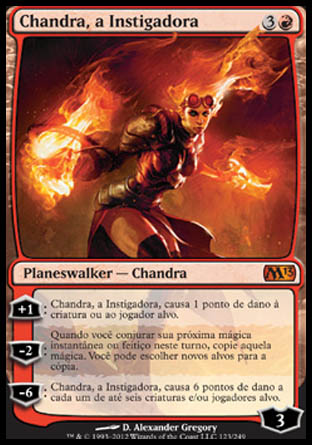 Chandra, a Instigadora 3
Planeswalker — Chandra M13
+1 : Chandra, a Instigadora, causa 1 ponto de dano à
criatura ou ao jogador alvo.
-2 : Quando você conjurar sua próxima mágica
instantânea ou feitiço neste turno, copie aquela
mágica. Você pode escolher novos alvos para a
cópia.
-6 : Chandra, a Instigadora, causa 6 pontos de dano a
cada um de até seis criaturas e/ou jogadores alvo.
3
D. Alexander Gregory
™ & © 1993-2012 Wizards of the Coast LLC 123/249